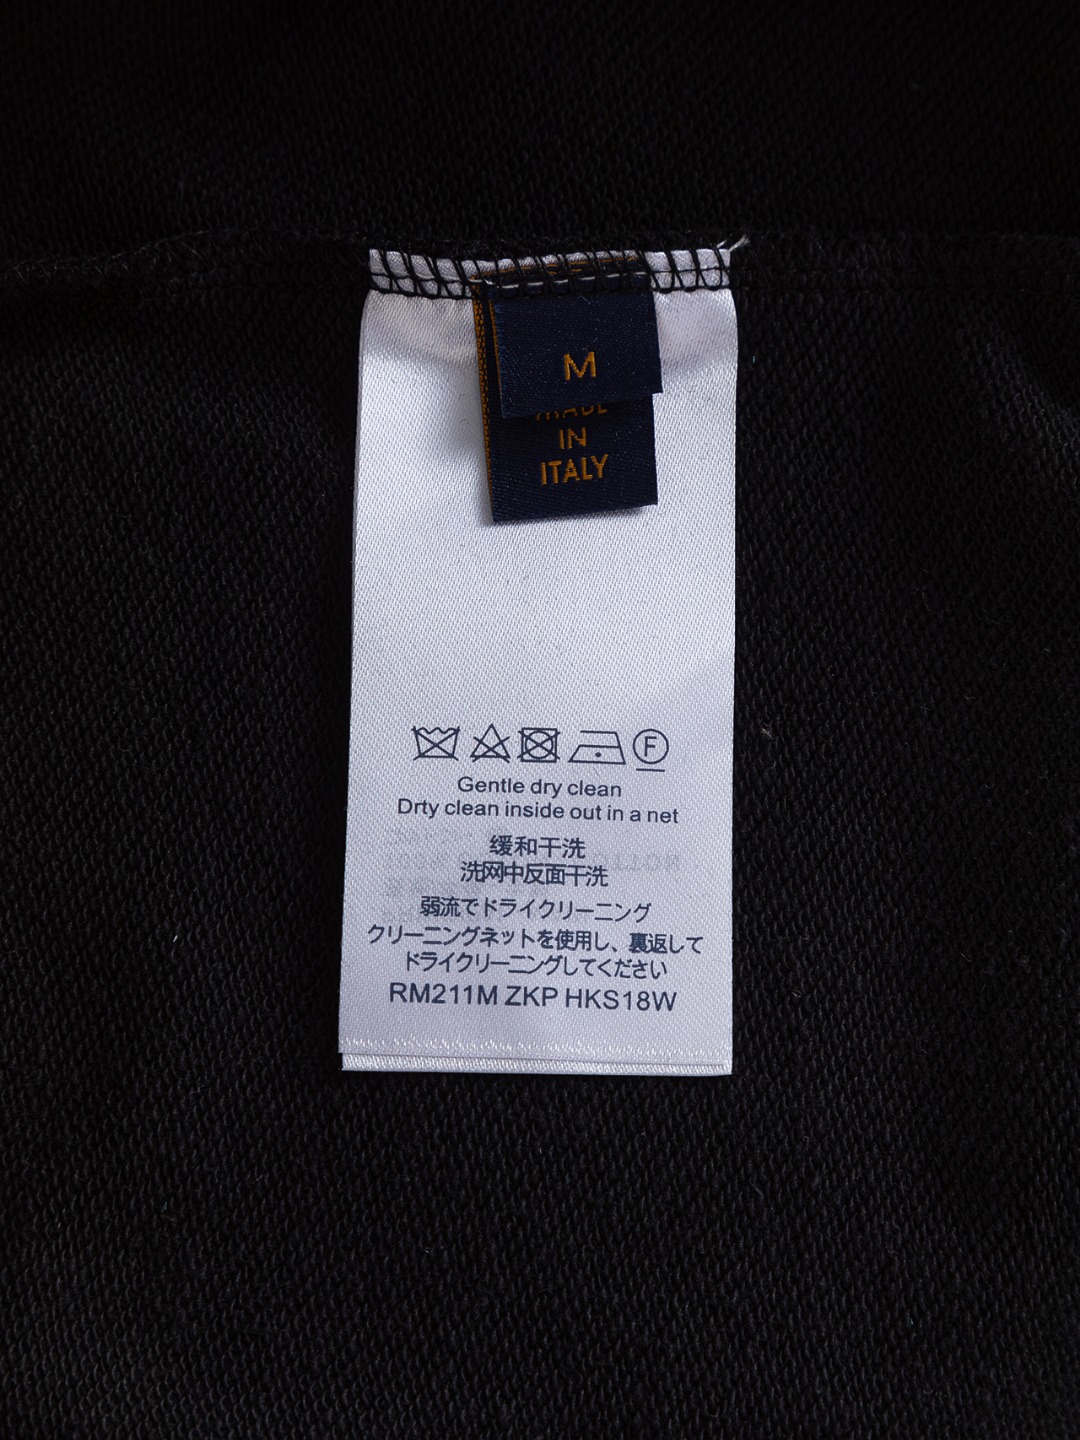 M
MADE
IN
ITALY
F
Gentle dry clean
Drty clean inside out in a net
缓和干洗
洗网中反面干洗
弱流でドライクリーニング
クリーニングネットを使用し、裏返して
ドライクリーニングしてください
RM211M ZKP HKS18W